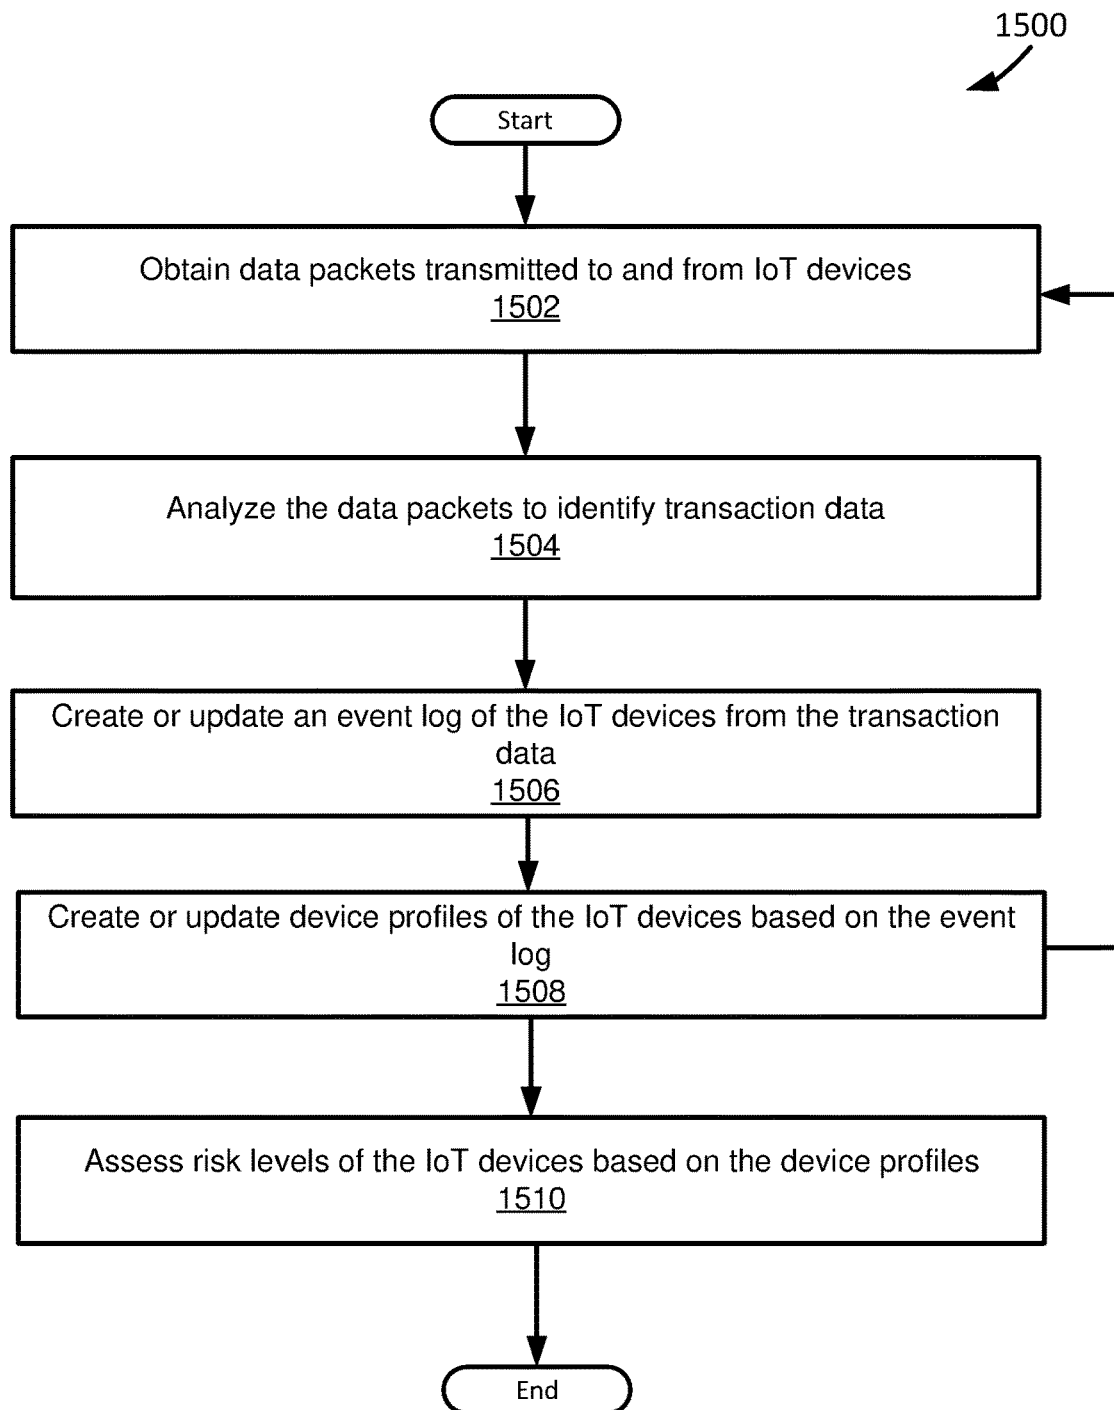 1500
Start
Obtain data packets transmitted to and from IoT devices
1502
Analyze the data packets to identify transaction data
1504
Create or update an event log of the IoT devices from the transaction
data
1506
Create or update device profiles of the IoT devices based on the event
log
1508
Assess risk levels of the IoT devices based on the device profiles
1510
End